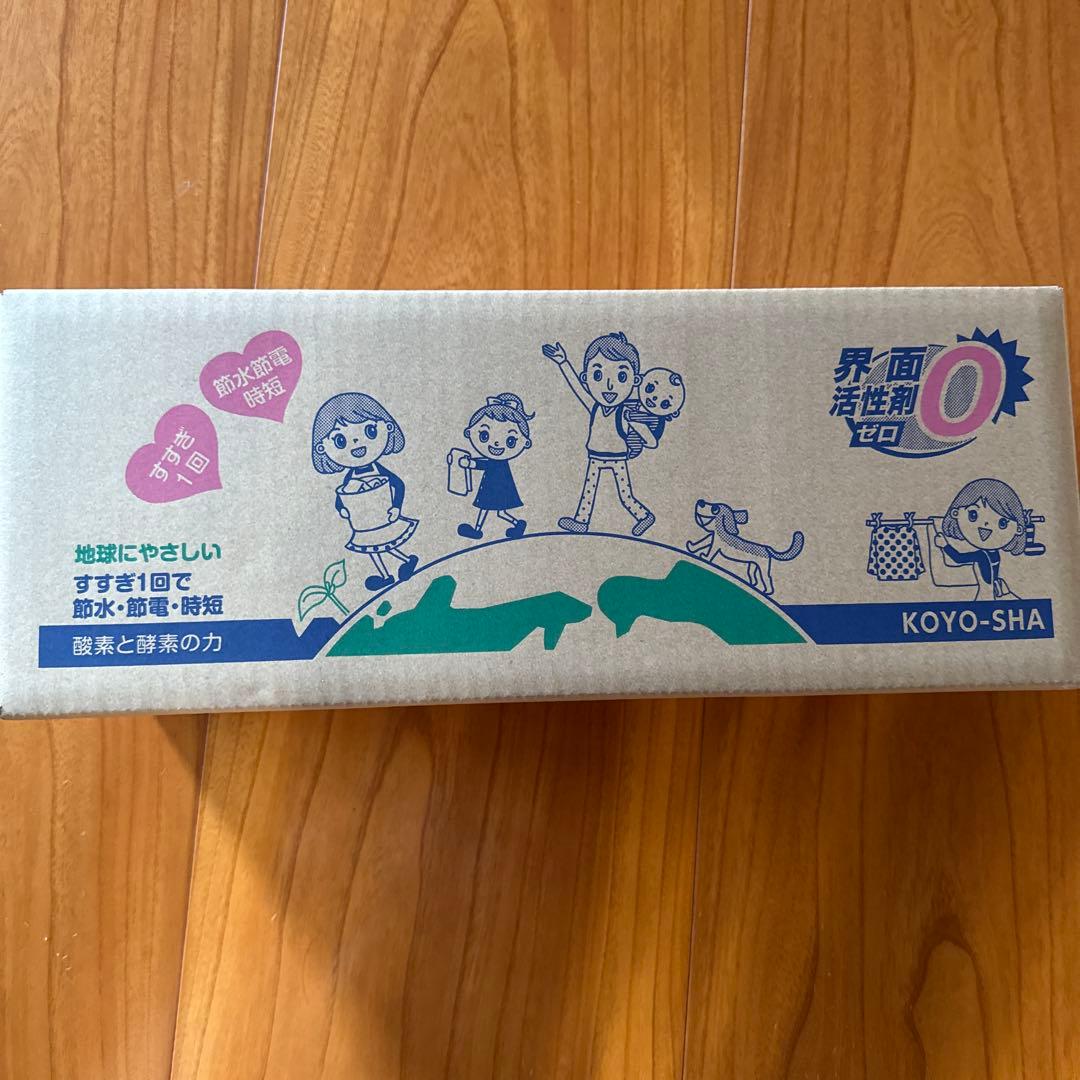 節水節電
時短
すすぎ
1回
地球にやさしい
すすぎ1回で
節水・節電・時短
酸素と酵素の力
界面
活性剤
ゼロ
0
KOYO-SHA